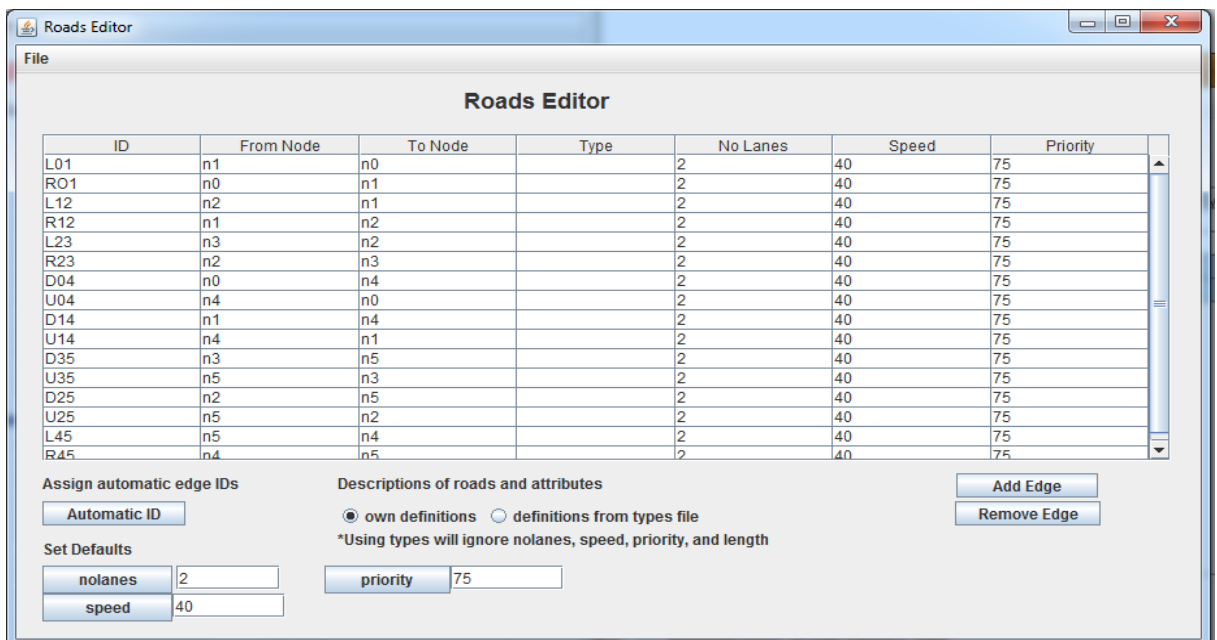 Roads Editor
File
Roads Editor
ID From Node To Node Type No Lanes Speed Priority
L01 n1 n0 2 40 75
RO1 n0 n1 2 40 75
L12 n2 n1 2 40 75
R12 n1 n2 2 40 75
L23 n3 n2 2 40 75
R23 n2 n3 2 40 75
D04 n0 n4 2 40 75
U04 n4 n0 2 40 75
D14 n1 n4 2 40 75
U14 n4 n1 2 40 75
D35 n3 n5 2 40 75
U35 n5 n3 2 40 75
D25 n2 n5 2 40 75
U25 n5 n2 2 40 75
L45 n5 n4 2 40 75
R45 n4 n5 2 40 75
Assign automatic edge IDs Descriptions of roads and attributes Add Edge
Automatic ID own definitions definitions from types file Remove Edge
*Using types will ignore nolanes, speed, priority, and length
Set Defaults
nolanes 2 priority 75
speed 40